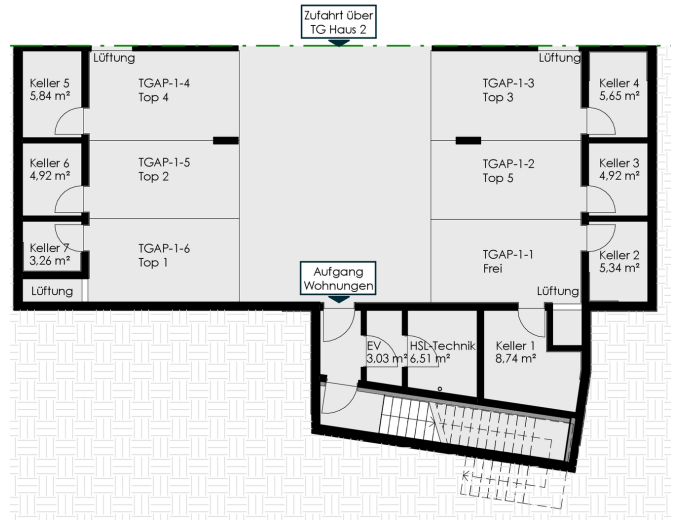 Zufahrt über
TG Haus 2
Lüftung
Lüftung
Keller 5
5,84 m²
TGAP-1-4
Top 4
TGAP-1-3
Top 3
Keller 4
5,65 m²
Keller 6
4,92 m²
TGAP-1-5
Top 2
TGAP-1-2
Top 5
Keller 3
4,92 m²
Keller 7
3,26 m²
TGAP-1-6
Top 1
TGAP-1-1
Frei
Keller 2
5,34 m²
Lüftung
Aufgang
Wohnungen
Lüftung
EV
3,03 m²
HSL-Technik
6,51 m²
Keller 1
8,74 m²